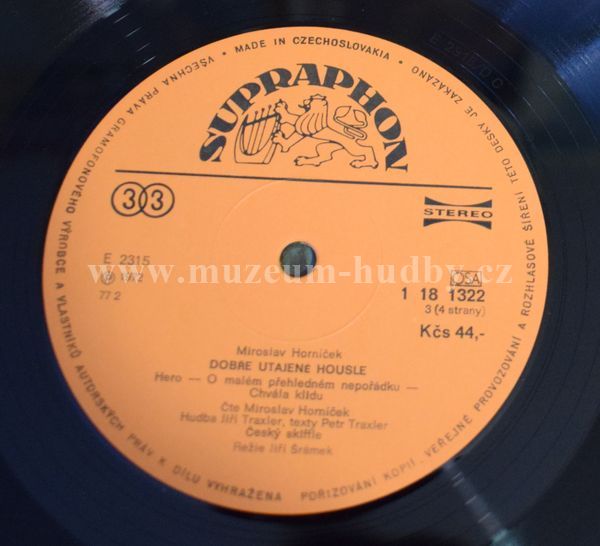 VŠECHNA PRÁVA GRAMOFONOVÉHO VÝROBCE A VLASTNÍKŮ AUTORSKÝCH PRÁV K DÍLU VYHRAŽENA POŘIZOVÁNÍ KOPIÍ, VEŘEJNÉ PROVOZOVÁNÍ A ROZHLASOVÉ ŠÍŘENÍ TÉTO DESKY JE ZAKÁZÁNO
• MADE IN CZECHOSLOVAKIA •
SUPRAPHON
33
STEREO
E 2315
℗ 1972
77 2
www.muzeum-hudby.cz
OSA
1 18 1322
3 (4 strany)
Kčs 44,-
Miroslav Horníček
DOBŘE UTAJENÉ HOUSLE
Hero — O malém přehledném nepořádku —
Chvála klidu
Čte Miroslav Horníček
Hudba Jiří Traxler, texty Petr Traxler
Český skiffle
Režie Jiří Šrámek